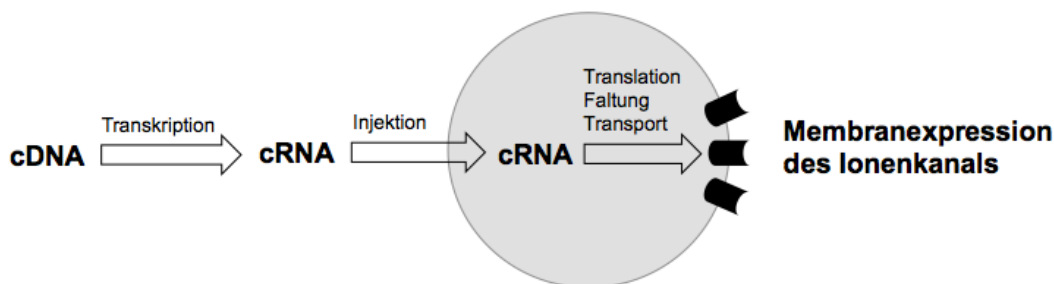 cDNA
Transkription
cRNA
Injektion
cRNA
Translation
Faltung
Transport
Membranexpression
des Ionenkanals